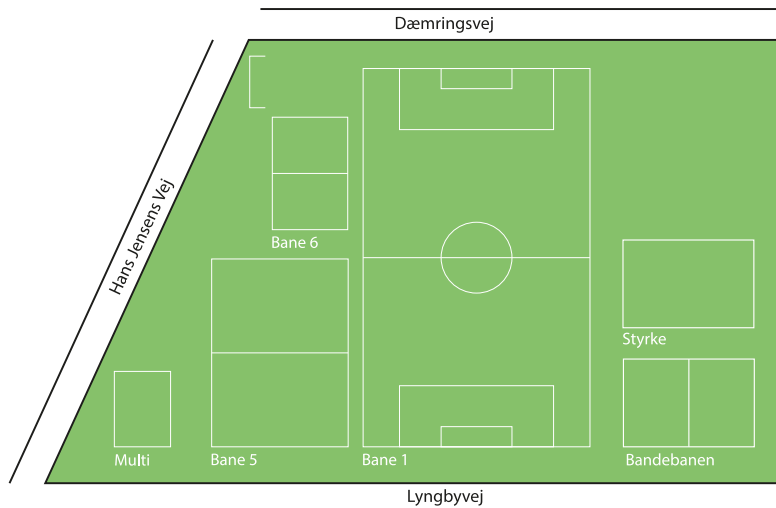 Dæmringsvej
Hans Jensens Vej
Bane 6
Styrke
Multi
Bane 5
Bane 1
Bandebanen
Lyngbyvej